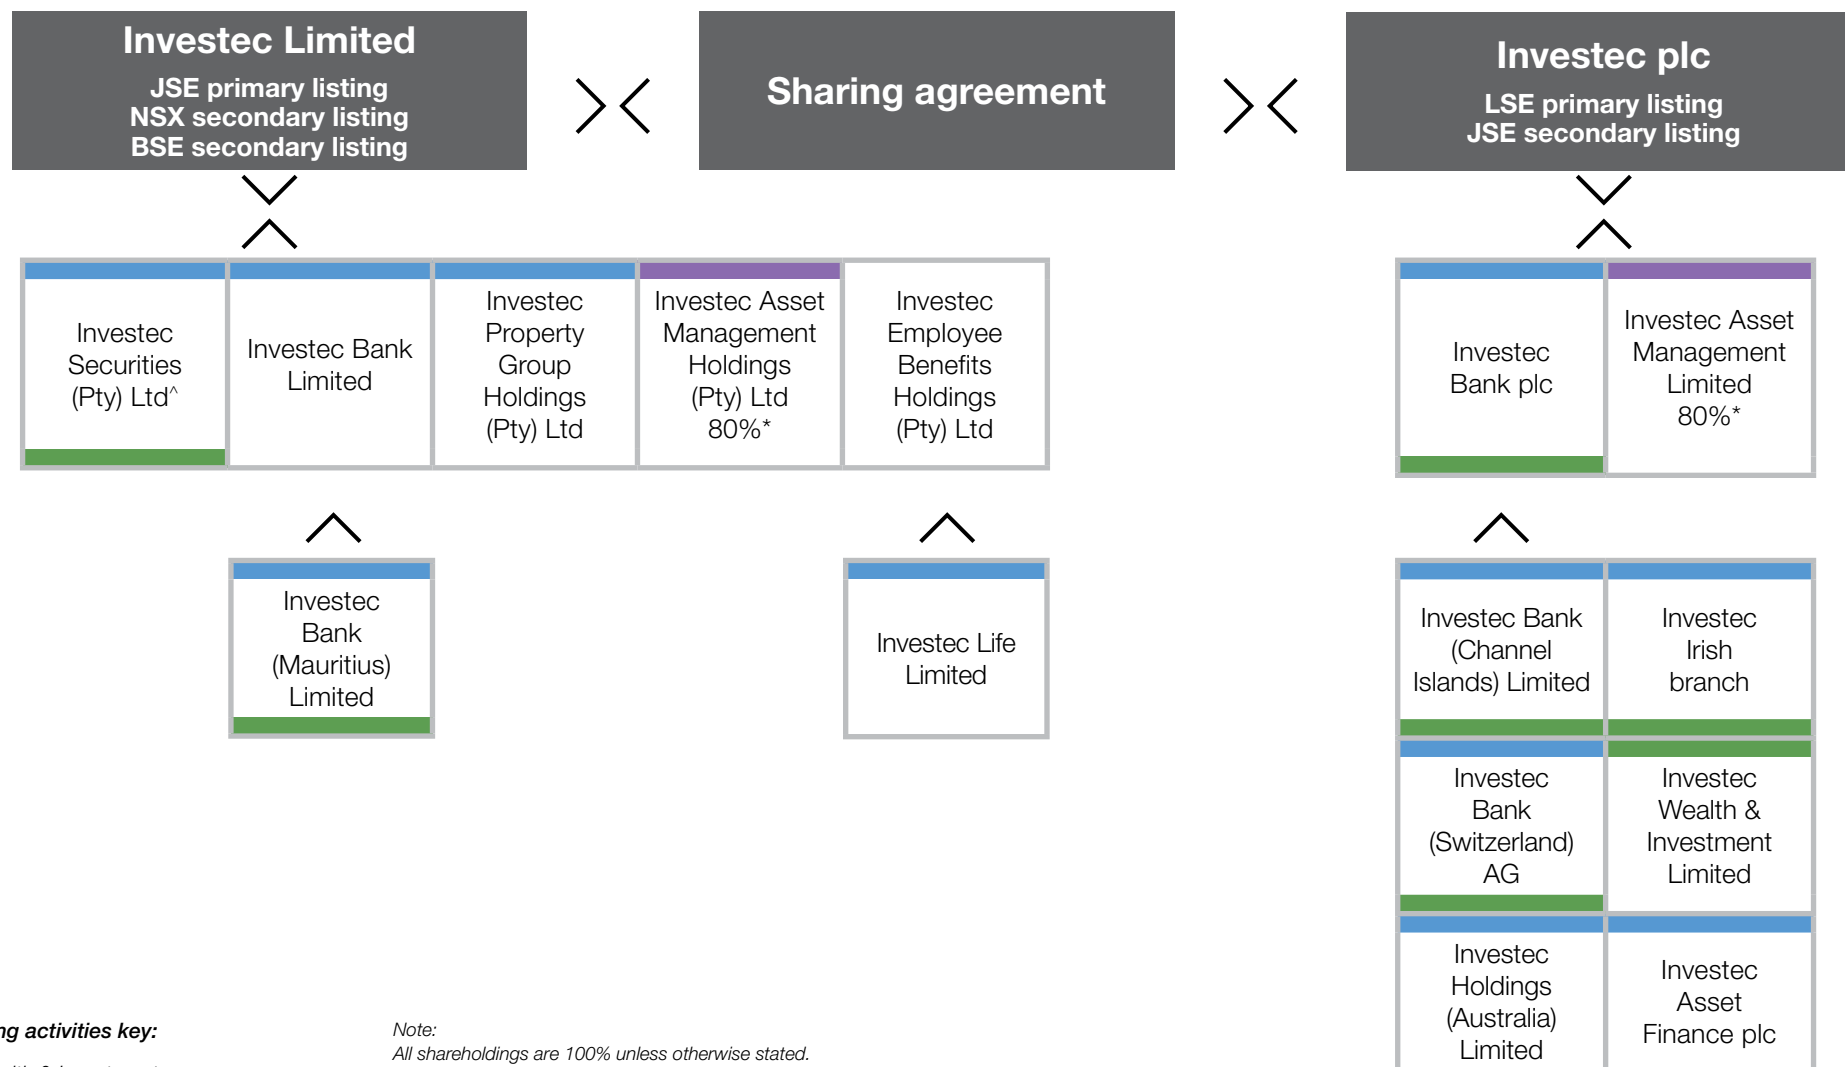 Investec Limited
JSE primary listing
NSX secondary listing
BSE secondary listing
Sharing agreement
Investec plc
LSE primary listing
JSE secondary listing
Investec
Securities
(Pty) Ltd^
Investec Bank
Limited
Investec
Property
Group
Holdings
(Pty) Ltd
Investec Asset
Management
Holdings
(Pty) Ltd
80%*
Investec
Employee
Benefits
Holdings
(Pty) Ltd
Investec
Bank plc
Investec Asset
Management
Limited
80%*
Investec
Bank
(Mauritius)
Limited
Investec Life
Limited
Investec Bank
(Channel
Islands) Limited
Investec
Irish
branch
Investec
Bank
(Switzerland)
AG
Investec
Wealth &
Investment
Limited
Investec
Holdings
(Australia)
Limited
Investec
Asset
Finance plc
activities key:
Note:
All shareholdings are 100% unless otherwise stated.